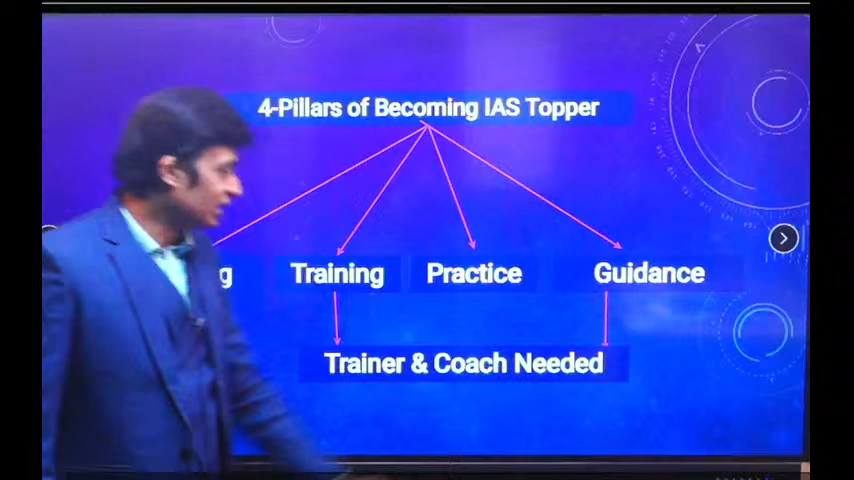 4-Pillars of Becoming IAS Topper
g Training Practice Guidance
Trainer & Coach Needed